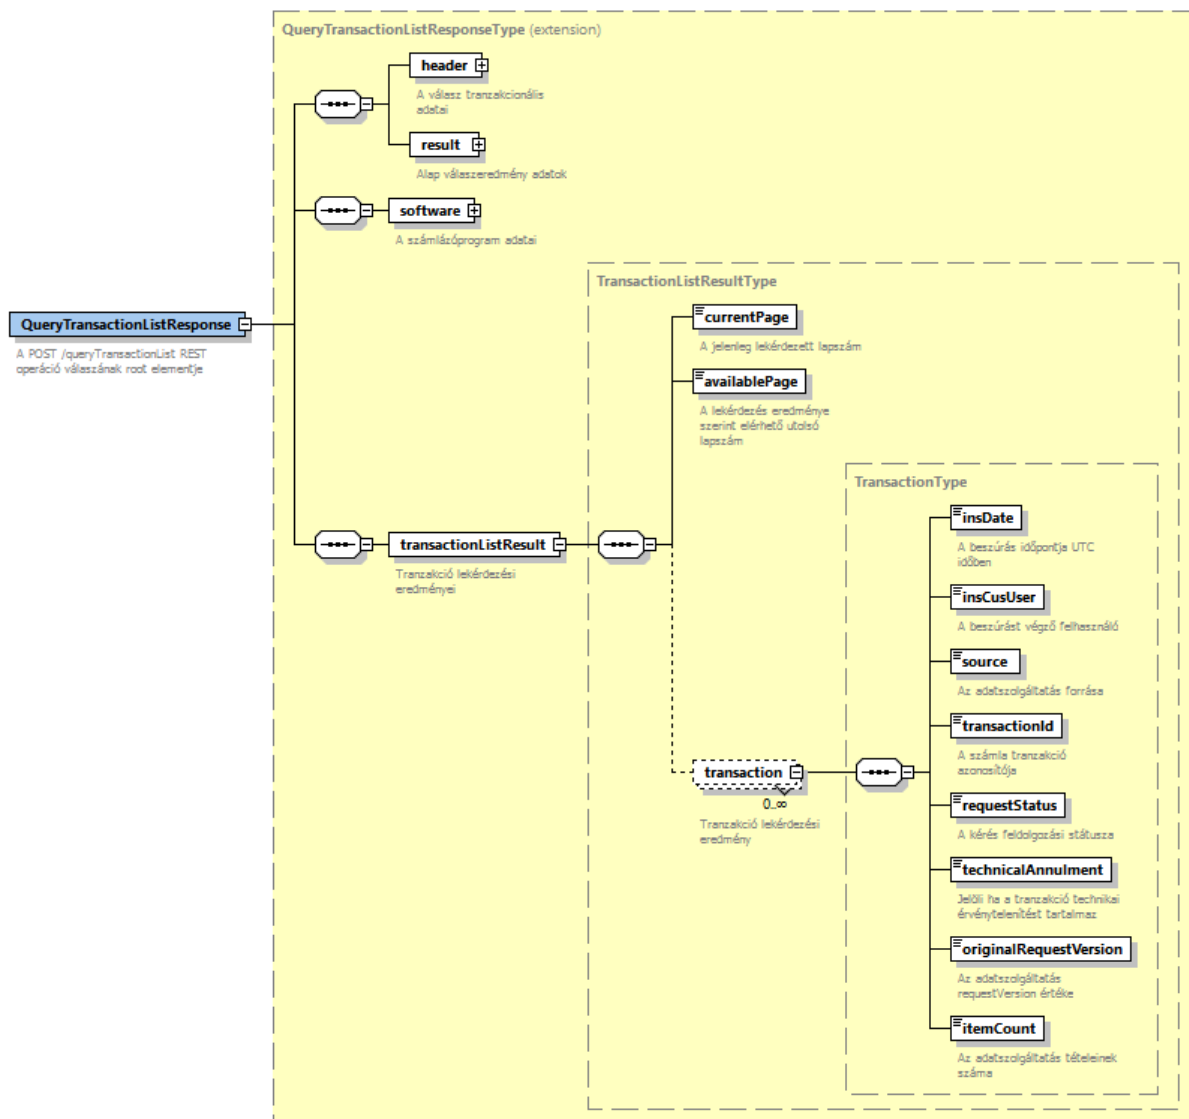 QueryTransactionListResponseType (extension)
header
A válasz tranzakcionális
adatai
result
Alap válaszeredmény adatok
software
A számlázóprogram adatai
QueryTransactionListResponse
A POST /queryTransactionList REST
operáció válaszának root elementje
TransactionListResultType
currentPage
A jelenleg lekérdezett lapszám
availablePage
A lekérdezés eredménye
szerint elérhető utolsó
lapszám
transactionListResult
Tranzakció lekérdezési
eredményei
transaction
0..∞
Tranzakció lekérdezési
eredmény
TransactionType
insDate
A beszúrás időpontja UTC
időben
insCusUser
A beszúrást végző felhasználó
source
Az adatszolgáltatás forrása
transactionId
A számla tranzakció
azonosítója
requestStatus
A kérés feldolgozási státusza
technicalAnnulment
Jelöli ha a tranzakció technikai
érvénytelenítést tartalmaz
originalRequestVersion
Az adatszolgáltatás
requestVersion értéke
itemCount
Az adatszolgáltatás tételeinek
száma